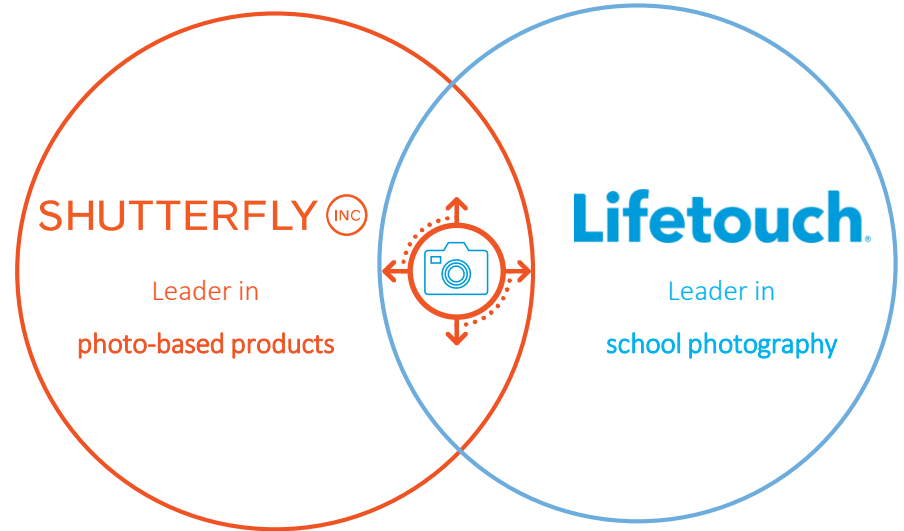 SHUTTERFLY INC
Leader in
photo-based products
Lifetouch.
Leader in
school photography